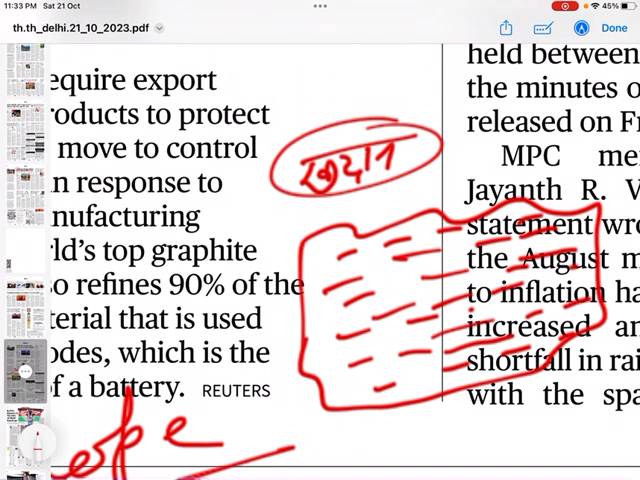 11:33 PM Sat 21 Oct
45%
th.th_delhi.21_10_2023.pdf
Done
equire export
roducts to protect
move to control
n response to
nufacturing
rld’s top graphite
so refines 90% of the
terial that is used
odes, which is the
f a battery. REUTERS
held between
the minutes o
released on Fr
MPC me
Jayanth R. V
statement wro
the August m
to inflation ha
increased an
shortfall in rai
with the spa